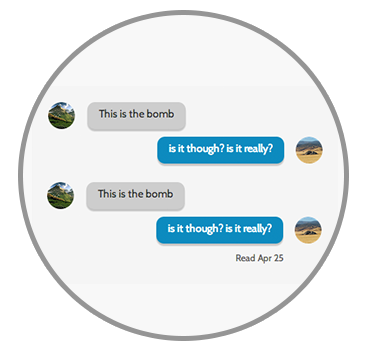 This is the bomb
is it though? is it really?
This is the bomb
is it though? is it really?
Read Apr 25